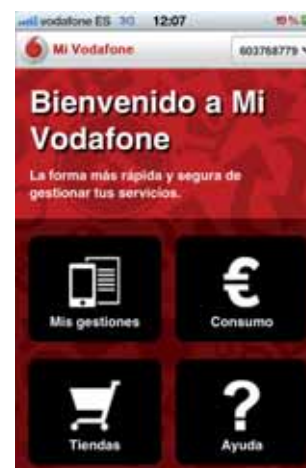 vodafone ES 3G 12:07 10%
Mi Vodafone 603768779
Bienvenido a Mi
Vodafone
La forma más rápida y segura de
gestionar tus servicios.
Mis gestiones Consumo
€
Tiendas Ayuda
?